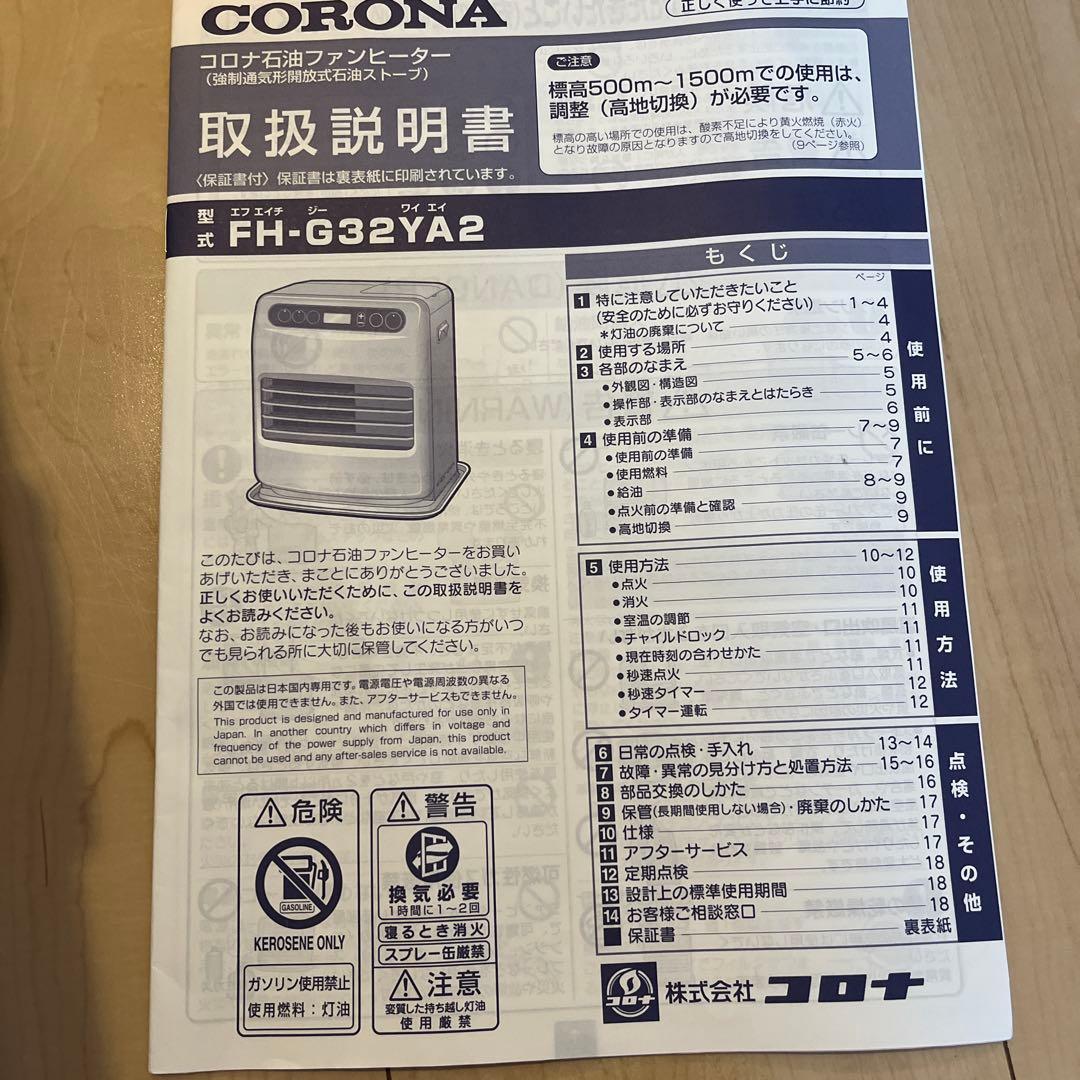 CORONA
正しく使って上手に節約
コロナ石油ファンヒーター
(強制通気形開放式石油ストーブ)
取扱説明書
〈保証書付〉保証書は裏表紙に印刷されています。
ご注意
標高500m～1500mでの使用は、
調整（高地切換）が必要です。
標高の高い場所での使用は、酸素不足により黄火燃焼（赤火）
となり故障の原因となりますので高地切換をしてください。
(9ページ参照)
エフ エイチ ジー ワイ エイ
型式 FH-G32YA2
もくじ
ページ
1 特に注意していただきたいこと
(安全のために必ずお守りください) 1～4
＊灯油の廃棄について 4
2 使用する場所 4
3 各部のなまえ 5～6
●外観図・構造図 5
●操作部・表示部のなまえとはたらき 5
●表示部 6
4 使用前の準備 7～9
●使用前の準備 7
●使用燃料 7
●給油 8～9
●点火前の準備と確認 9
●高地切換 9
使用前に
5 使用方法 10～12
●点火 10
●消火 10
●室温の調節 11
●チャイルドロック 11
●現在時刻の合わせかた 11
●秒速点火 11
●秒速タイマー 12
●タイマー運転 12
使用方法
6 日常の点検・手入れ 13～14
7 故障・異常の見分け方と処置方法 15～16
8 部品交換のしかた 16
9 保管(長期間使用しない場合)・廃棄のしかた 17
10 仕様 17
11 アフターサービス 17
12 定期点検 18
13 設計上の標準使用期間 18
14 お客様ご相談窓口 18
保証書 裏表紙
点検・その他
このたびは、コロナ石油ファンヒーターをお買い
あげいただき、まことにありがとうございました。
正しくお使いいただくために、この取扱説明書を
よくお読みください。
なお、お読みになった後もお使いになる方がいつ
でも見られる所に大切に保管してください。
この製品は日本国内専用です。電源電圧や電源周波数の異なる
外国では使用できません。また、アフターサービスもできません。
This product is designed and manufactured for use only in
Japan. In another country which differs in voltage and
frequency of the power supply from Japan, this product
cannot be used and any after-sales service is not available.
危険
GASOLINE
KEROSENE ONLY
ガソリン使用禁止
使用燃料：灯油
警告
換気必要
1時間に1～2回
寝るとき消火
スプレー缶厳禁
注意
変質した持ち越し灯油
使用厳禁
コロナ
株式会社 コロナ